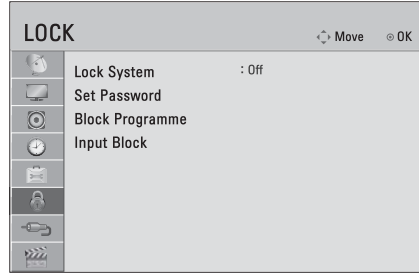 LOCK
Move
OK
Lock System : Off
Set Password
Block Programme
Input Block